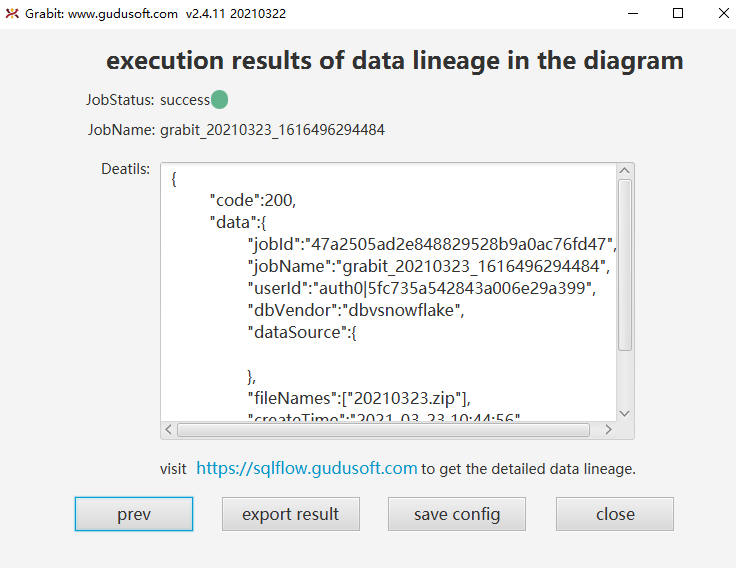 Grabit: www.gudusoft.com v2.4.11 20210322
execution results of data lineage in the diagram
JobStatus: success
JobName: grabit_20210323_1616496294484
Deatils:
{
"code":200,
"data":{
"jobId":"47a2505ad2e848829528b9a0ac76fd47",
"jobName":"grabit_20210323_1616496294484",
"userId":"auth0|5fc735a542843a006e29a399",
"dbVendor":"dbvsnowflake",
"dataSource":{
},
"fileNames":["20210323.zip"],
"createTime":"2021-03-23 10:44:56"
visit https://sqlflow.gudusoft.com to get the detailed data lineage.
prev
export result
save config
close